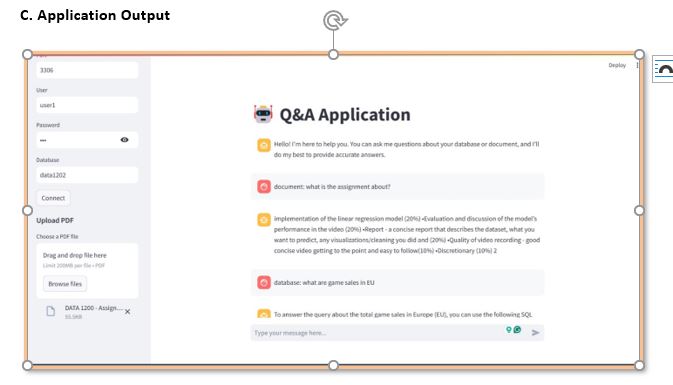 C. Application Output
3306
User
user1
Password
Database
data1202
Connect
Upload PDF
Choose a PDF file
Drag and drop file here
Limit 200MB per file • PDF
Browse files
DATA 1200 - Assign...
55.5KB
Deploy
Q&A Application
Hello! I'm here to help you. You can ask me questions about your database or document, and I'll
do my best to provide accurate answers.
document: what is the assignment about?
implementation of the linear regression model (20%) •Evaluation and discussion of the model's
performance in the video (20%) •Report - a concise report that describes the dataset, what you
want to predict, any visualizations/cleaning you did and (20%) •Quality of video recording - good
concise video getting to the point and easy to follow(10%) •Discretionary (10%) 2
database: what are game sales in EU
To answer the query about the total game sales in Europe (EU), you can use the following SQL
Type your message here...